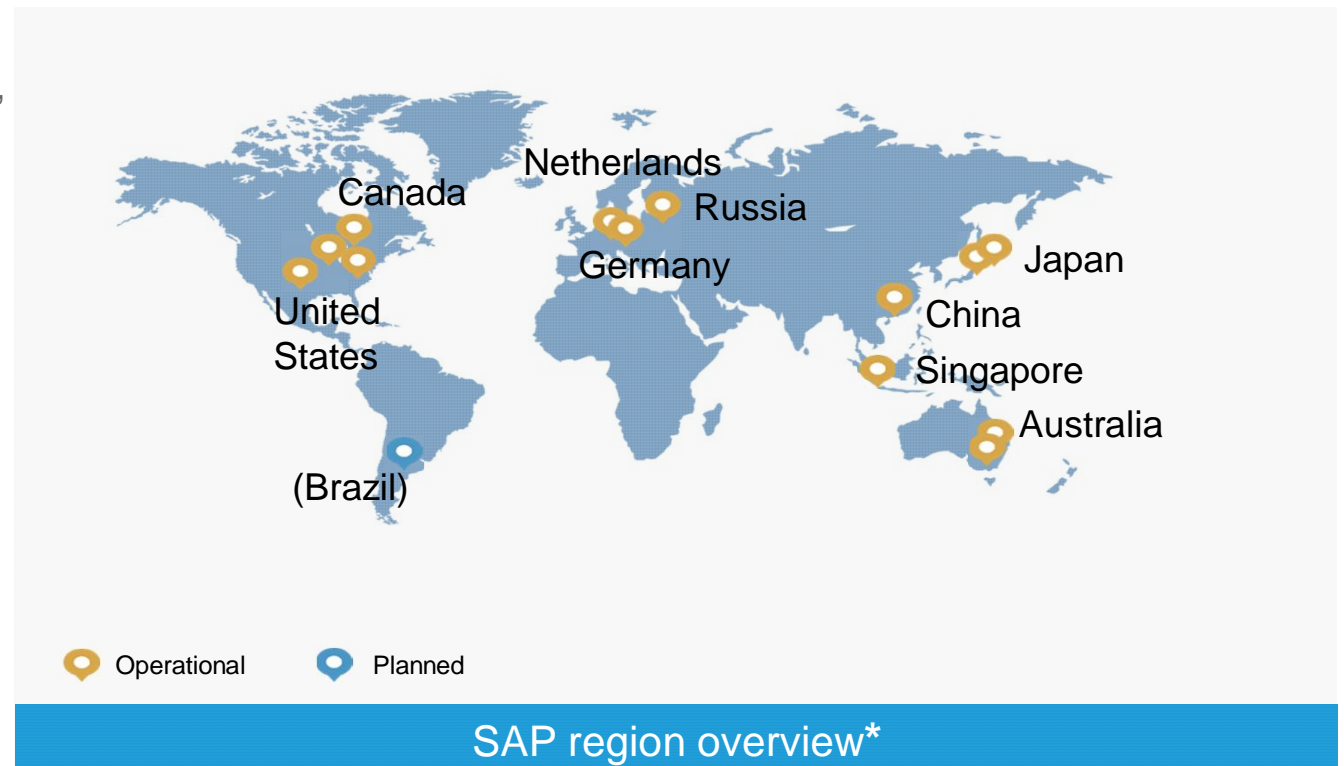 ,
Netherlands
Canada
Russia
Germany
Japan
United
States
China
Singapore
Australia
(Brazil)
Operational
Planned
SAP region overview*